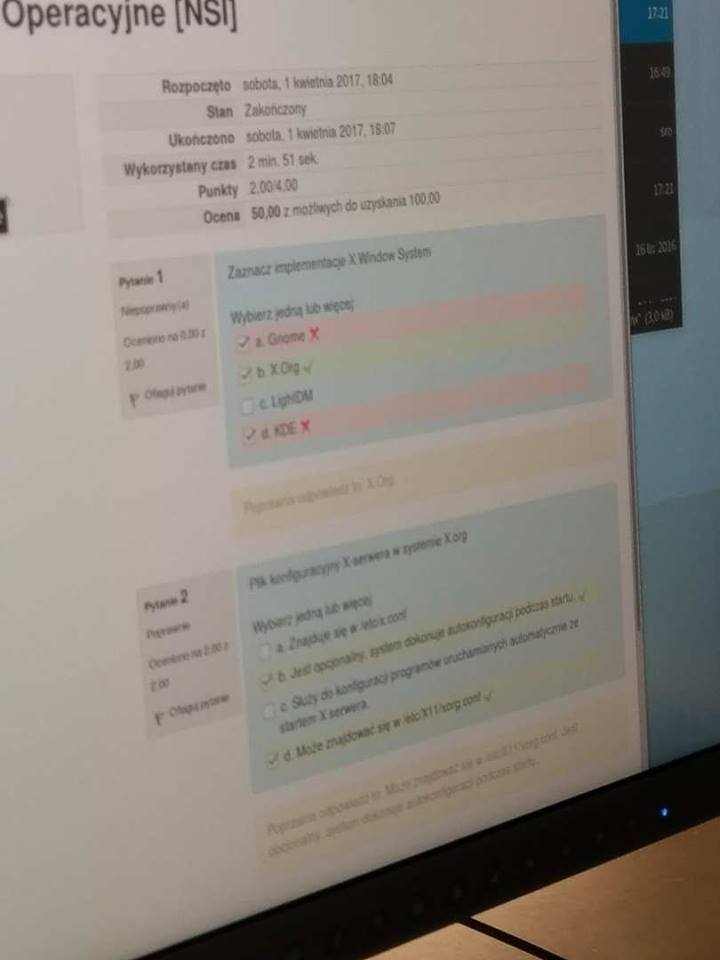 Operacyjne [NSI]
Rozpoczęto sobota, 1 kwietnia 2017, 18:04
Stan Zakończony
Ukończono sobota, 1 kwietnia 2017, 18:07
Wykorzystany czas 2 min. 51 sek.
Punkty 2,00/4,00
Ocena 50,00 z możliwych do uzyskania 100,00
Pytanie 1
Niepoprawny(a)
Oceniono na 0,00 z
2,00
Oflaguj pytanie
Zaznacz implementacje X Window System
Wybierz jedną lub więcej:
a. Gnome
b. X.Org
c. LightDM
d. KDE
Poprawna odpowiedź to: X.Org
Pytanie 2
Poprawnie
Oceniono na 2,00 z
2,00
Oflaguj pytanie
Plik konfiguracyjny X serwera w systemie X.org
Wybierz jedną lub więcej:
a. Znajduje się w /etc/x.conf
b. Jest opcjonalny, system dokonuje autokonfiguracji podczas startu.
c. Służy do konfiguracji programów uruchamianych automatycznie ze
startem X serwera.
d. Może znajdować się w /etc/X11/xorg.conf
Poprawna odpowiedź to: Może znajdować się w /etc/X11/xorg.conf, Jest
opcjonalny, system dokonuje autokonfiguracji podczas startu.
17:21
16:49
śro
17:21
16 lic 2016
(3,0 kB)